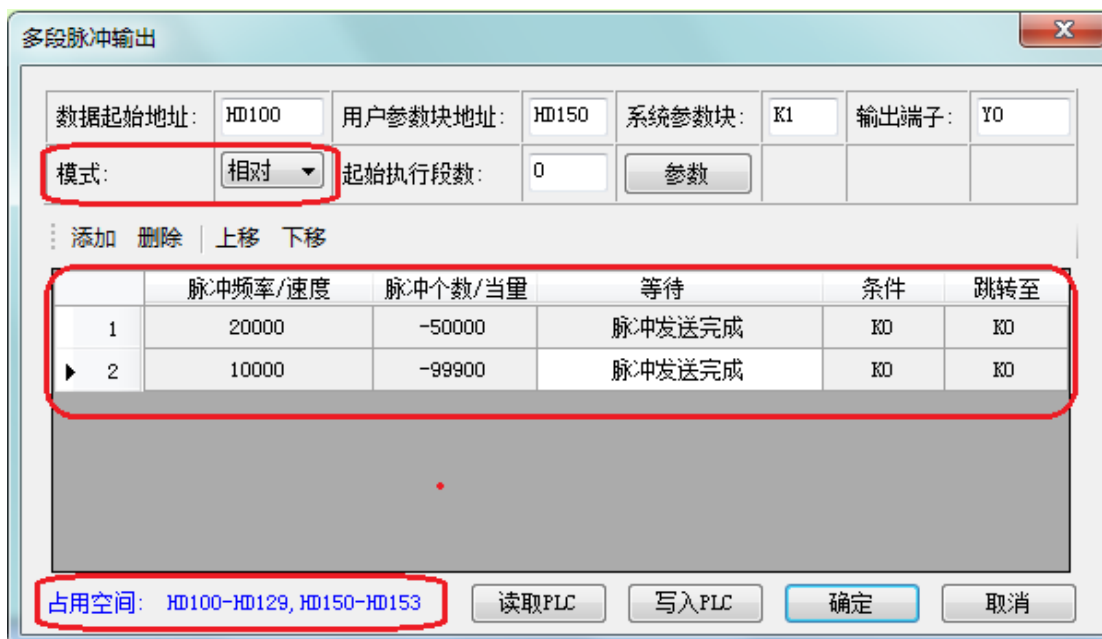 多段脉冲输出
数据起始地址: HD100 用户参数块地址: HD150 系统参数块: K1 输出端子: Y0
模式: 相对 起始执行段数: 0 参数
添加 删除 上移 下移
脉冲频率/速度 脉冲个数/当量 等待 条件 跳转至
1 20000 -50000 脉冲发送完成 K0 K0
2 10000 -99900 脉冲发送完成 K0 K0
占用空间: HD100-HD129,HD150-HD153 读取PLC 写入PLC 确定 取消